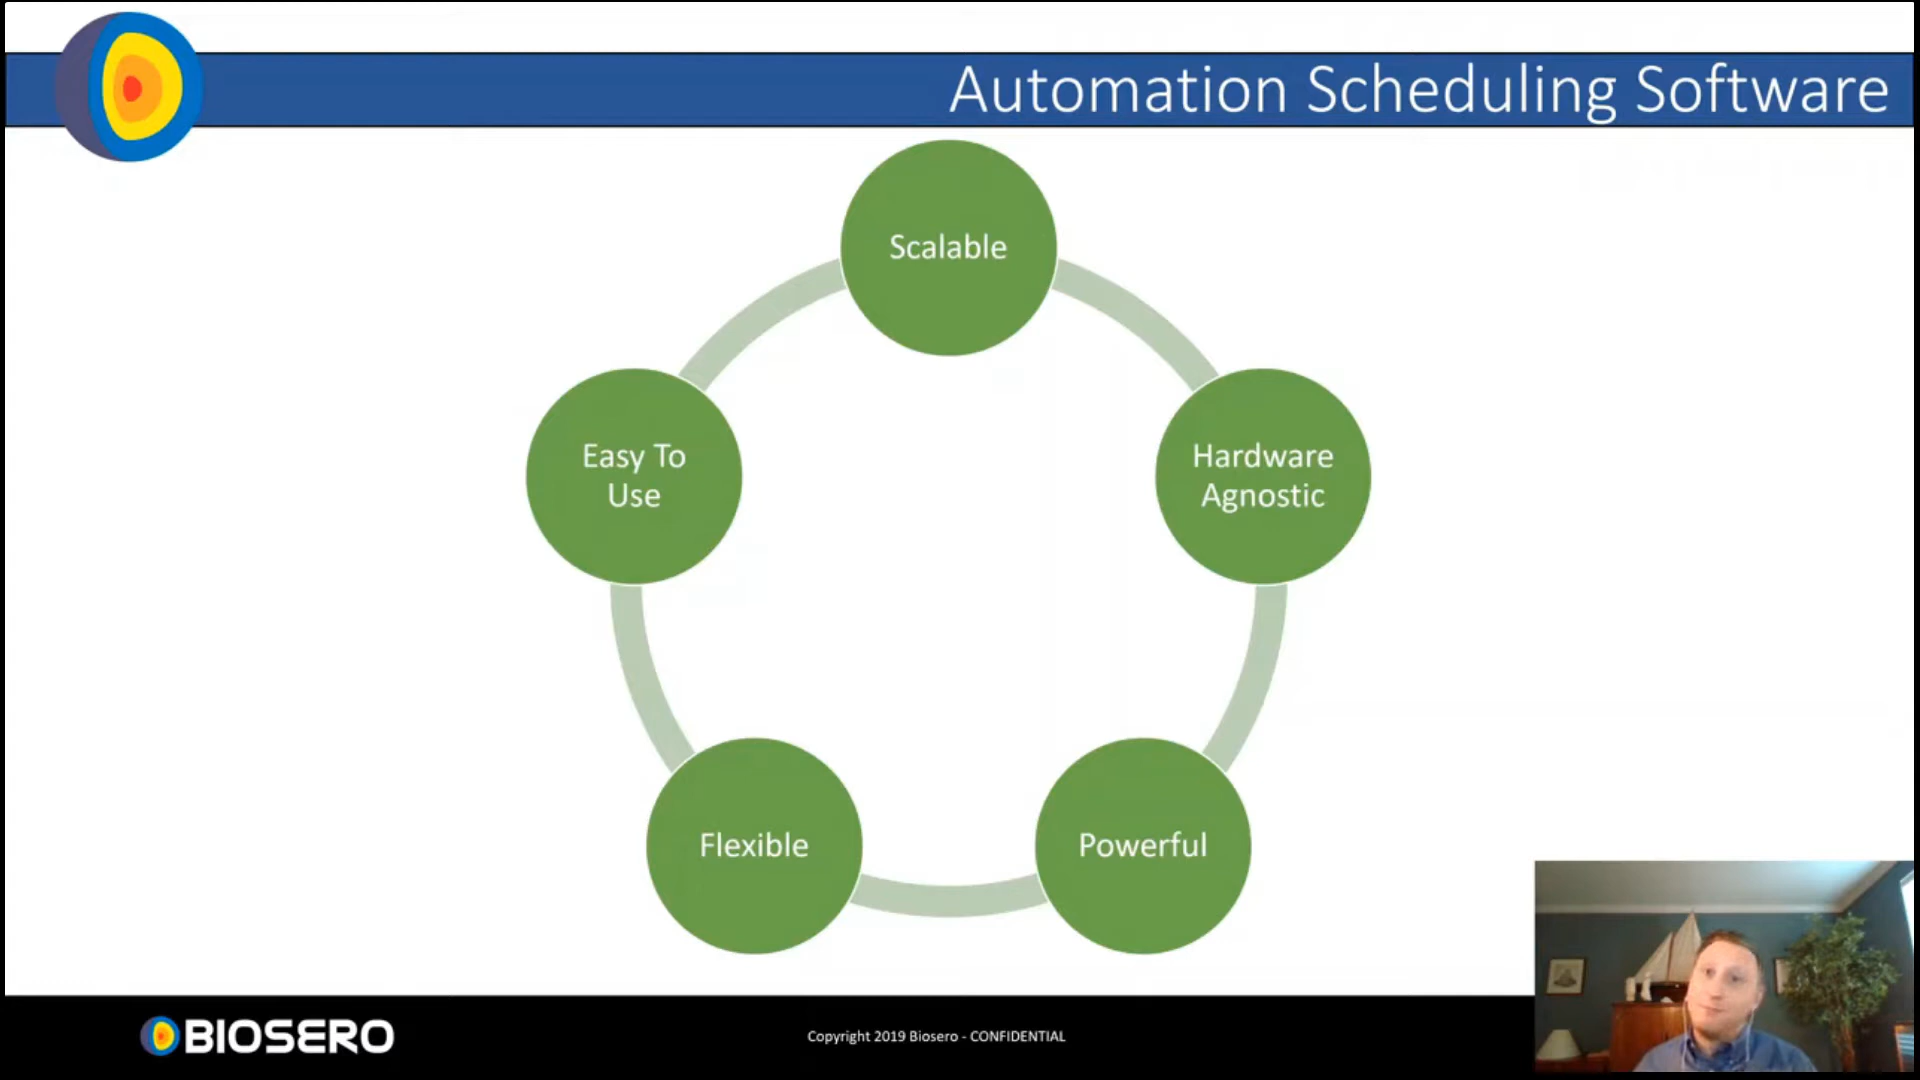 Automation Scheduling Software
Scalable
Easy To
Use
Hardware
Agnostic
Flexible
Powerful
BIOSERO
Copyright 2019 Biosero - CONFIDENTIAL